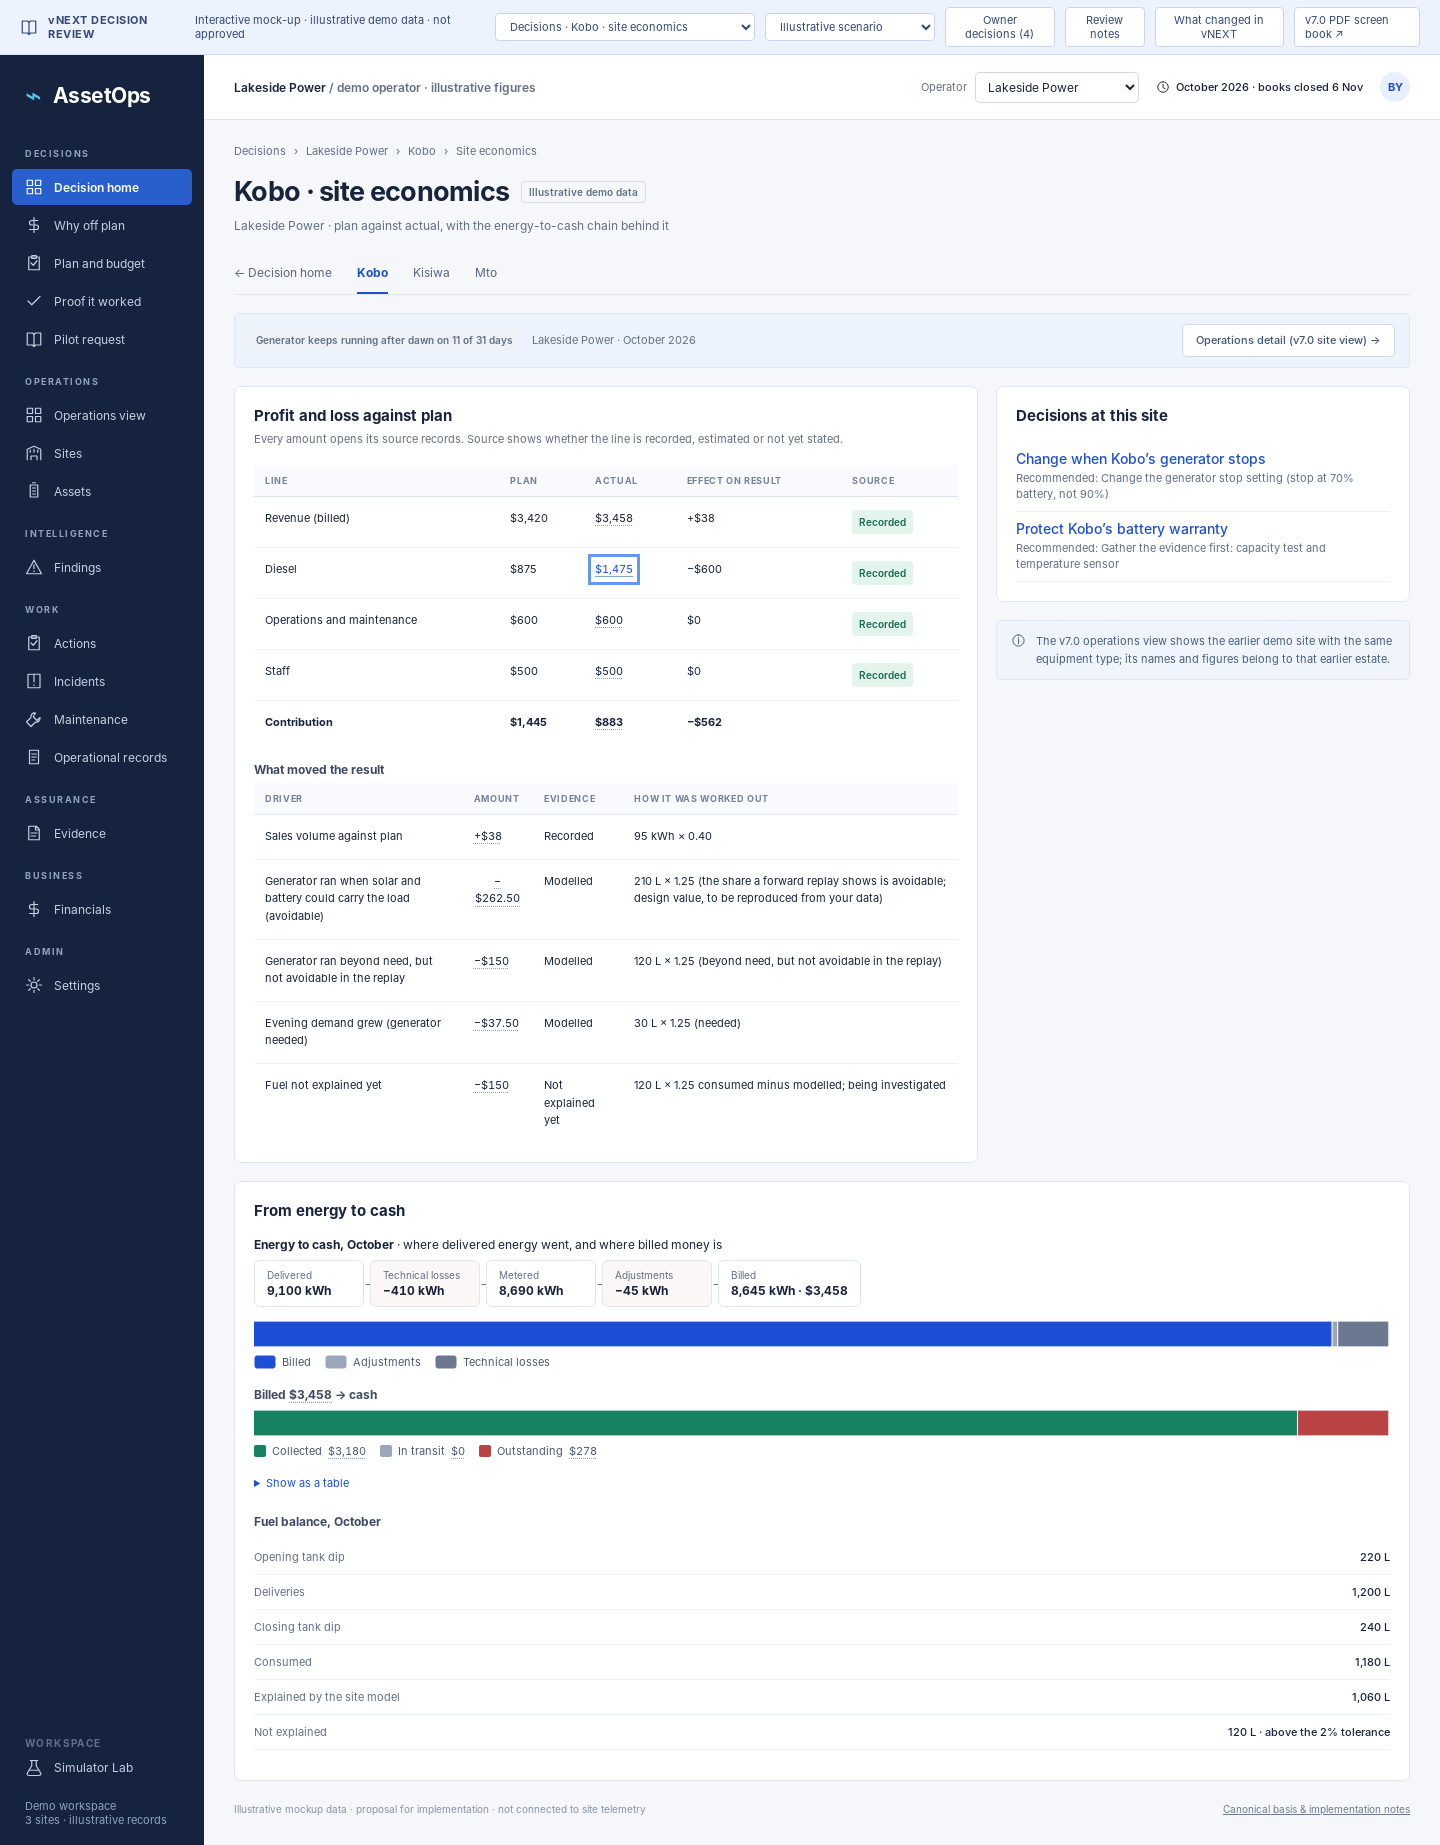 vNEXT DECISION REVIEW
Interactive mock-up · illustrative demo data · not approved
Decisions · Kobo · site economics
Illustrative scenario
Owner decisions (4)
Review notes
What changed in vNEXT
v7.0 PDF screen book ↗
AssetOps
DECISIONS
Decision home
Why off plan
Plan and budget
Proof it worked
Pilot request
OPERATIONS
Operations view
Sites
Assets
INTELLIGENCE
Findings
WORK
Actions
Incidents
Maintenance
Operational records
ASSURANCE
Evidence
BUSINESS
Financials
ADMIN
Settings
WORKSPACE
Simulator Lab
Demo workspace
3 sites · illustrative records
Lakeside Power / demo operator · illustrative figures
Operator
Lakeside Power
October 2026 · books closed 6 Nov
BY
Decisions › Lakeside Power › Kobo › Site economics
Kobo · site economics
Illustrative demo data
Lakeside Power · plan against actual, with the energy-to-cash chain behind it
← Decision home
Kobo
Kisiwa
Mto
Generator keeps running after dawn on 11 of 31 days
Lakeside Power · October 2026
Operations detail (v7.0 site view) →
Profit and loss against plan
Every amount opens its source records. Source shows whether the line is recorded, estimated or not yet stated.
LINE PLAN ACTUAL EFFECT ON RESULT SOURCE
Revenue (billed) $3,420 $3,458 +$38 Recorded
Diesel $875 $1,475 −$600 Recorded
Operations and maintenance $600 $600 $0 Recorded
Staff $500 $500 $0 Recorded
Contribution $1,445 $883 −$562
What moved the result
DRIVER AMOUNT EVIDENCE HOW IT WAS WORKED OUT
Sales volume against plan +$38 Recorded 95 kWh × 0.40
Generator ran when solar and battery could carry the load (avoidable) −$262.50 Modelled 210 L × 1.25 (the share a forward replay shows is avoidable; design value, to be reproduced from your data)
Generator ran beyond need, but not avoidable in the replay −$150 Modelled 120 L × 1.25 (beyond need, but not avoidable in the replay)
Evening demand grew (generator needed) −$37.50 Modelled 30 L × 1.25 (needed)
Fuel not explained yet −$150 Not explained yet 120 L × 1.25 consumed minus modelled; being investigated
Decisions at this site
Change when Kobo’s generator stops
Recommended: Change the generator stop setting (stop at 70% battery, not 90%)
Protect Kobo’s battery warranty
Recommended: Gather the evidence first: capacity test and temperature sensor
The v7.0 operations view shows the earlier demo site with the same equipment type; its names and figures belong to that earlier estate.
From energy to cash
Energy to cash, October · where delivered energy went, and where billed money is
Delivered
9,100 kWh
Technical losses
−410 kWh
Metered
8,690 kWh
Adjustments
−45 kWh
Billed
8,645 kWh · $3,458
Billed Adjustments Technical losses
Billed $3,458 → cash
Collected $3,180 In transit $0 Outstanding $278
▶ Show as a table
Fuel balance, October
Opening tank dip 220 L
Deliveries 1,200 L
Closing tank dip 240 L
Consumed 1,180 L
Explained by the site model 1,060 L
Not explained 120 L · above the 2% tolerance
Illustrative mockup data · proposal for implementation · not connected to site telemetry
Canonical basis & implementation notes